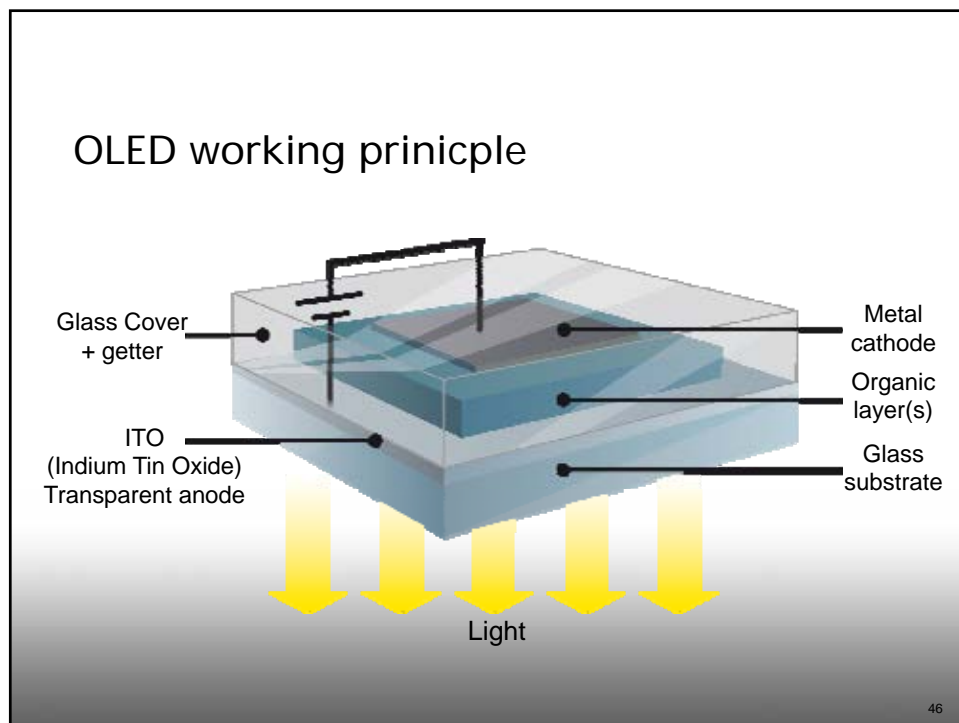 OLED working prinicple
Glass Cover
+ getter
ITO
(Indium Tin Oxide)
Transparent anode
Metal
cathode
Organic
layer(s)
Glass
substrate
Light
46